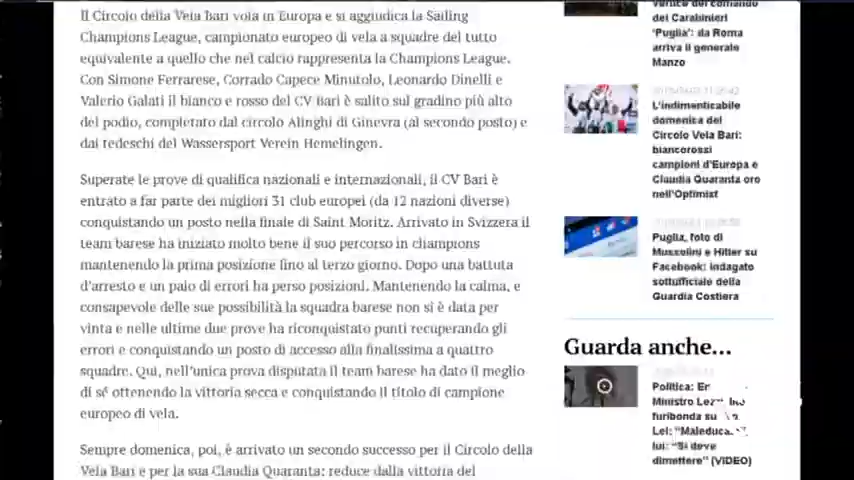 Il Circolo della Vela Bari vola in Europa e si aggiudica la Sailing
Champions League, campionato europeo di vela a squadre del tutto
equivalente a quello che nel calcio rappresenta la Champions League.
Con Simone Ferrarese, Corrado Capece Minutolo, Leonardo Dinelli e
Valerio Galati il bianco e rosso del CV Bari è salito sul gradino più alto
del podio, completato dal circolo Alinghi di Ginevra (al secondo posto) e
dai tedeschi del Wassersport Verein Hemelingen.
Superate le prove di qualifica nazionali e internazionali, il CV Bari è
entrato a far parte dei migliori 31 club europei (da 12 nazioni diverse)
conquistando un posto nella finale di Saint Moritz. Arrivato in Svizzera il
team barese ha iniziato molto bene il suo percorso in champions
mantenendo la prima posizione fino al terzo giorno. Dopo una battuta
d'arresto e un paio di errori ha perso posizioni. Mantenendo la calma, e
consapevole delle sue possibilità la squadra barese non si è data per
vinta e nelle ultime due prove ha riconquistato punti recuperando gli
errori e conquistando un posto di accesso alla finalissima a quattro
squadre. Qui, nell'unica prova disputata il team barese ha dato il meglio
di sé ottenendo la vittoria secca e conquistando il titolo di campione
europeo di vela.
Sempre domenica, poi, è arrivato un secondo successo per il Circolo della
Vela Bari e per la sua Claudia Quaranta: reduce dalla vittoria del
vertice del comando
dei Carabinieri
'Puglia': da Roma
arriva il generale
Manzo
L'indimenticabile
domenica del
Circolo Vela Bari:
biancorossi
campioni d'Europa e
Claudia Quaranta oro
nell'Optimist
Puglia, foto di
Mussolini e Hitler su
Facebook: indagato
sottufficiale della
Guardia Costiera
Guarda anche...
Politica:
Ministro
furibonda su
Lei:
lui: "Si deve
dimettere" (VIDEO)